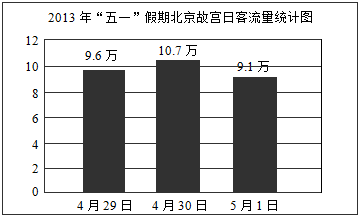 2013 年“五一”假期北京故宫日客流量统计图
12
10
8
6
4
2
0
9.6 万
10.7 万
9.1 万
4 月 29 日
4 月 30 日
5 月 1 日